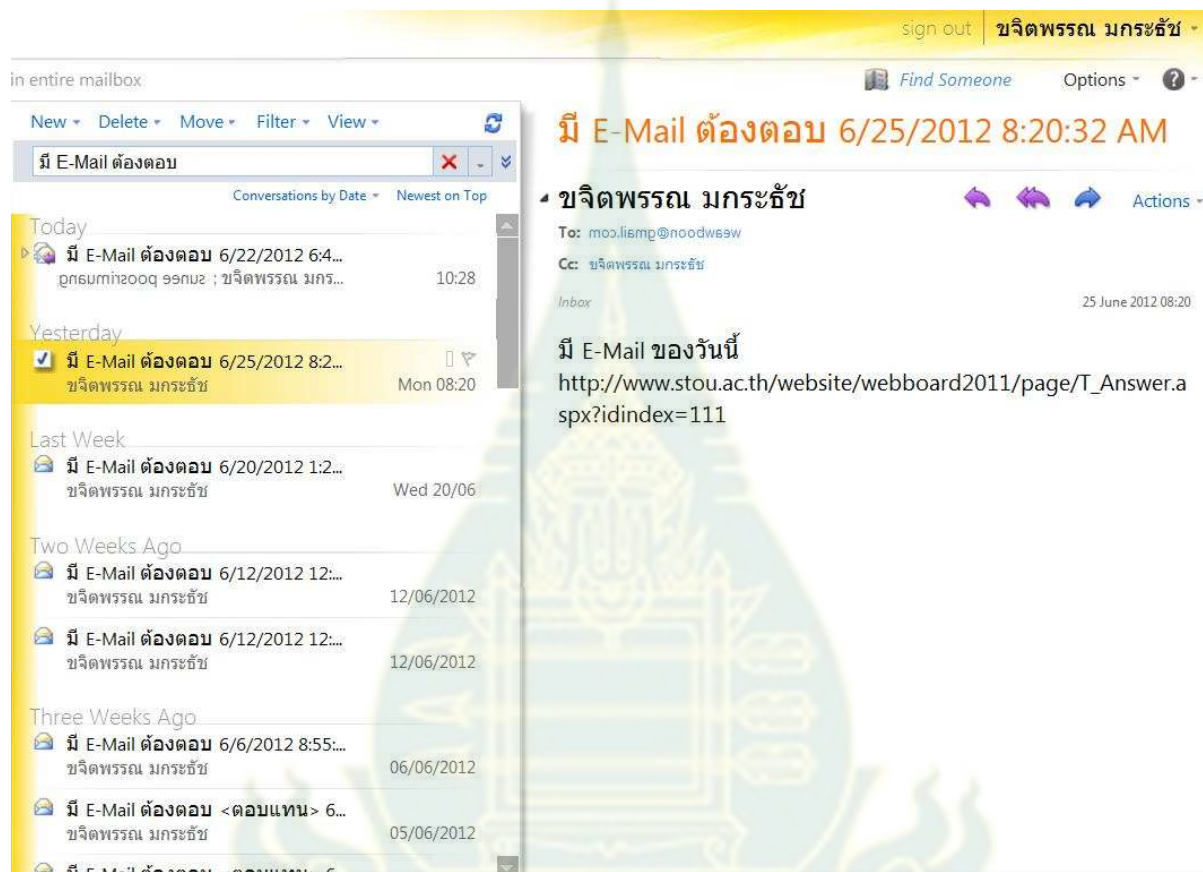 sign out ขจิตพรรณ มกระธัช
in entire mailbox
Find Someone Options
New Delete Move Filter View
มี E-Mail ต้องตอบ
Conversations by Date Newest on Top
Today
มี E-Mail ต้องตอบ 6/22/2012 6:4...
; ขจิตพรรณ มกร... 10:28
Yesterday
มี E-Mail ต้องตอบ 6/25/2012 8:2...
ขจิตพรรณ มกระธัช Mon 08:20
Last Week
มี E-Mail ต้องตอบ 6/20/2012 1:2...
ขจิตพรรณ มกระธัช Wed 20/06
Two Weeks Ago
มี E-Mail ต้องตอบ 6/12/2012 12:...
ขจิตพรรณ มกระธัช 12/06/2012
มี E-Mail ต้องตอบ 6/12/2012 12:...
ขจิตพรรณ มกระธัช 12/06/2012
Three Weeks Ago
มี E-Mail ต้องตอบ 6/6/2012 8:55:...
ขจิตพรรณ มกระธัช 06/06/2012
มี E-Mail ต้องตอบ <ตอบแทน> 6...
ขจิตพรรณ มกระธัช 05/06/2012
มี E-Mail ต้องตอบ 6/25/2012 8:20:32 AM
ขจิตพรรณ มกระธัช Actions
To:
Cc: ขจิตพรรณ มกระธัช
Inbox 25 June 2012 08:20
มี E-Mail ของวันนี้
http://www.stou.ac.th/website/webboard2011/page/T_Answer.a
spx?idindex=111